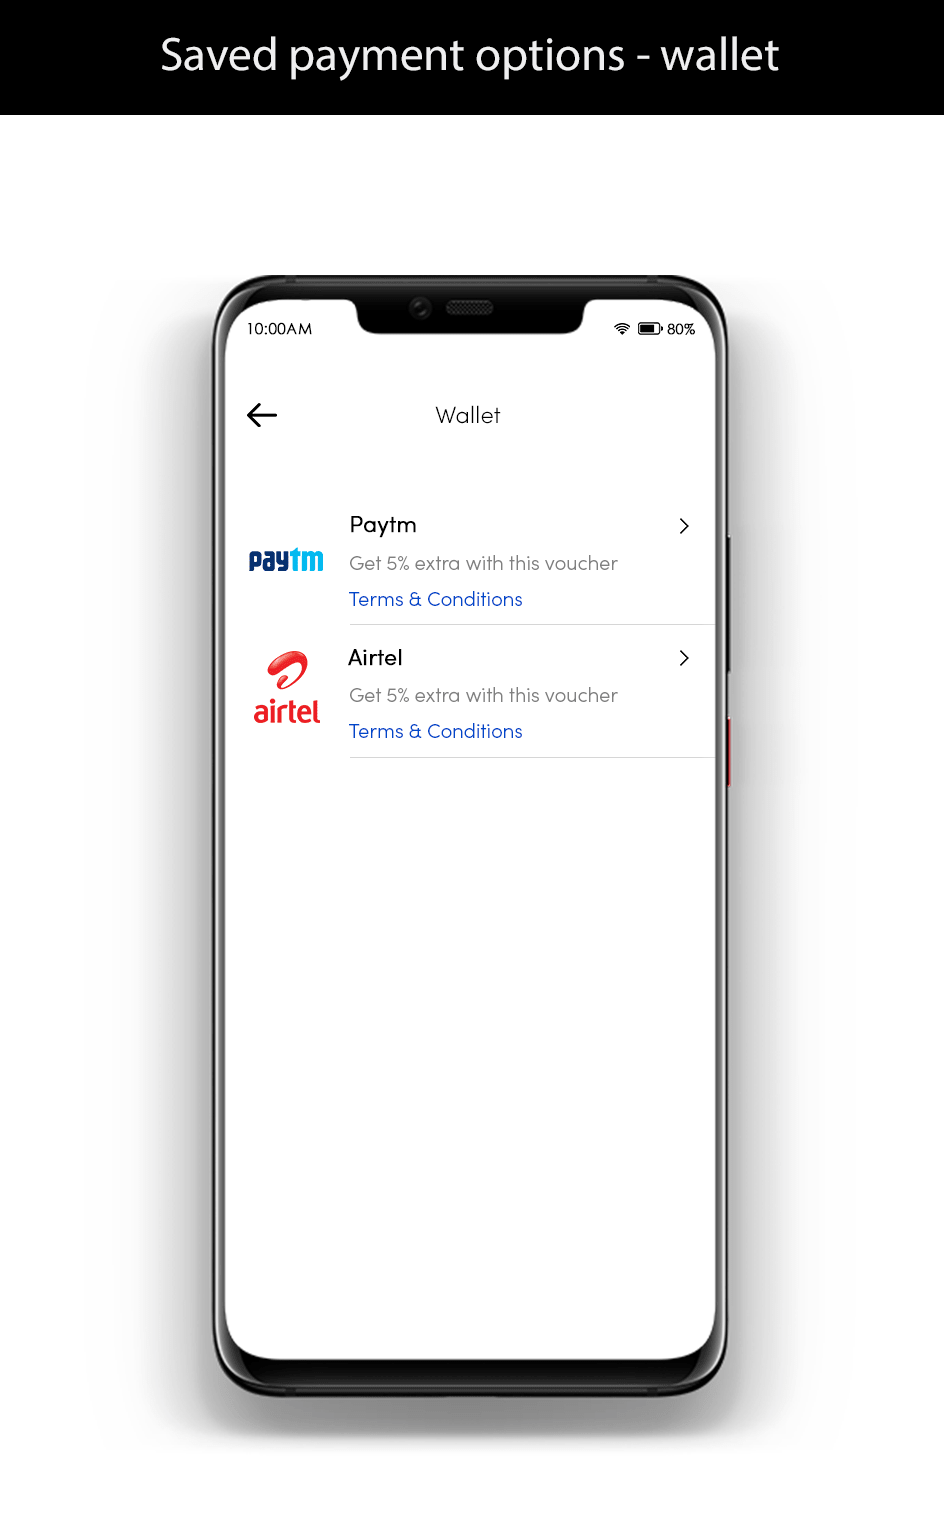 Saved payment options - wallet
10:00AM 80%
Wallet
Paytm
paytm
Get 5% extra with this voucher
Terms & Conditions
Airtel
airtel
Get 5% extra with this voucher
Terms & Conditions